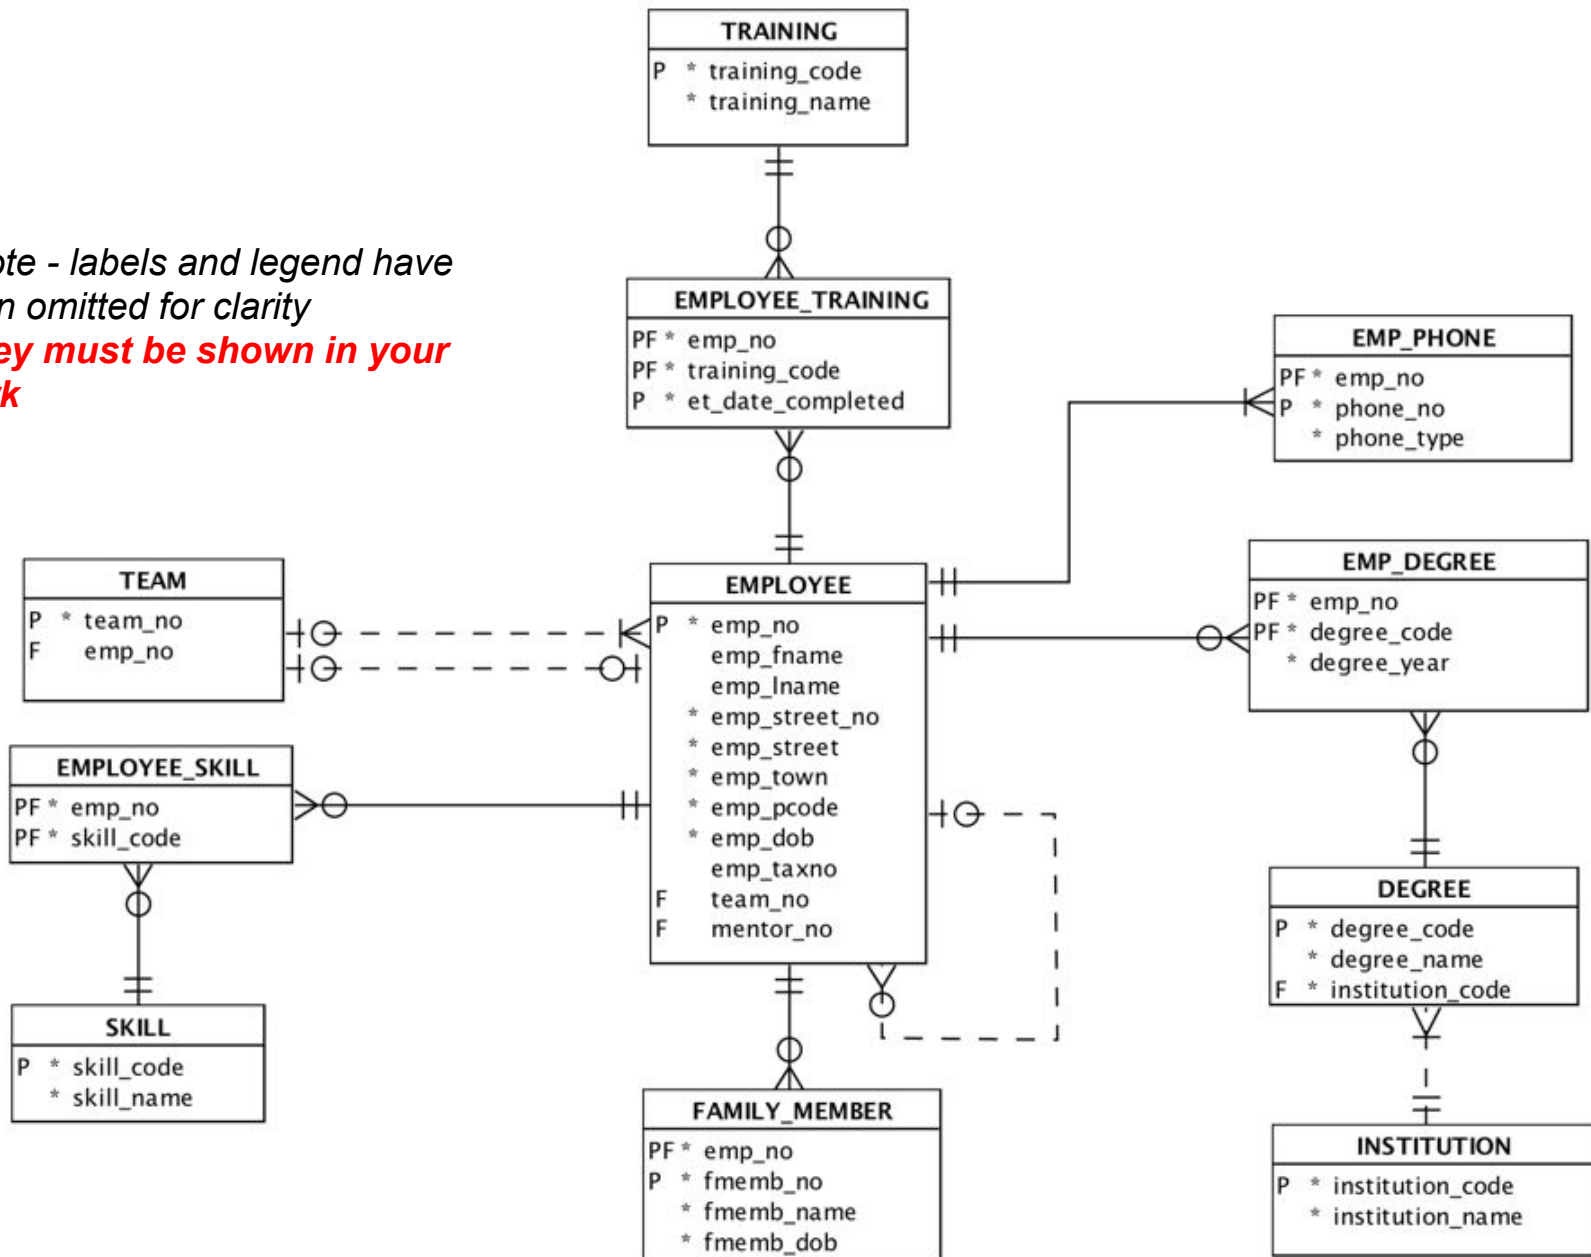 TRAINING
P * training_code
* training_name
ote - labels and legend have
n omitted for clarity
ey must be shown in your
k
EMPLOYEE_TRAINING
PF * emp_no
PF * training_code
P * et_date_completed
EMP_PHONE
PF * emp_no
P * phone_no
* phone_type
TEAM
P * team_no
F emp_no
EMPLOYEE
P * emp_no
emp_fname
emp_lname
* emp_street_no
* emp_street
* emp_town
* emp_pcode
* emp_dob
emp_taxno
F team_no
F mentor_no
EMP_DEGREE
PF * emp_no
PF * degree_code
* degree_year
EMPLOYEE_SKILL
PF * emp_no
PF * skill_code
DEGREE
P * degree_code
* degree_name
F * institution_code
SKILL
P * skill_code
* skill_name
FAMILY_MEMBER
PF * emp_no
P * fmemb_no
* fmemb_name
* fmemb_dob
INSTITUTION
P * institution_code
* institution_name